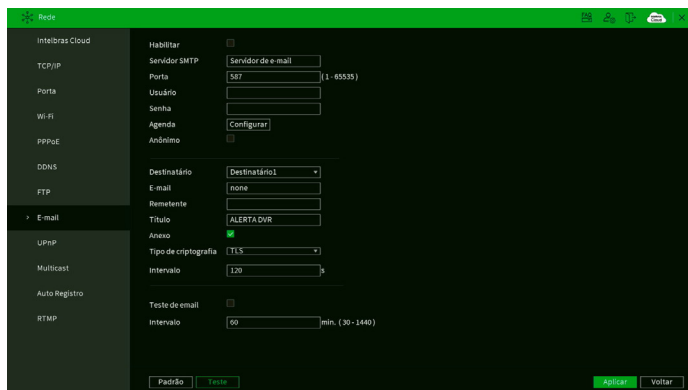 Rede
Intelbras Cloud
TCP/IP
Porta
Wi-Fi
PPPoE
DDNS
FTP
> E-mail
UPnP
Multicast
Auto Registro
RTMP
Habilitar
Servidor SMTP Servidor de e-mail
Porta 587 (1-65535)
Usuário
Senha
Agenda Configurar
Anônimo
Destinatário Destinatário1
E-mail none
Remetente
Título ALERTA DVR
Anexo
Tipo de criptografia TLS
Intervalo 120 s
Teste de email
Intervalo 60 min. (30-1440)
Padrão Teste Aplicar Voltar